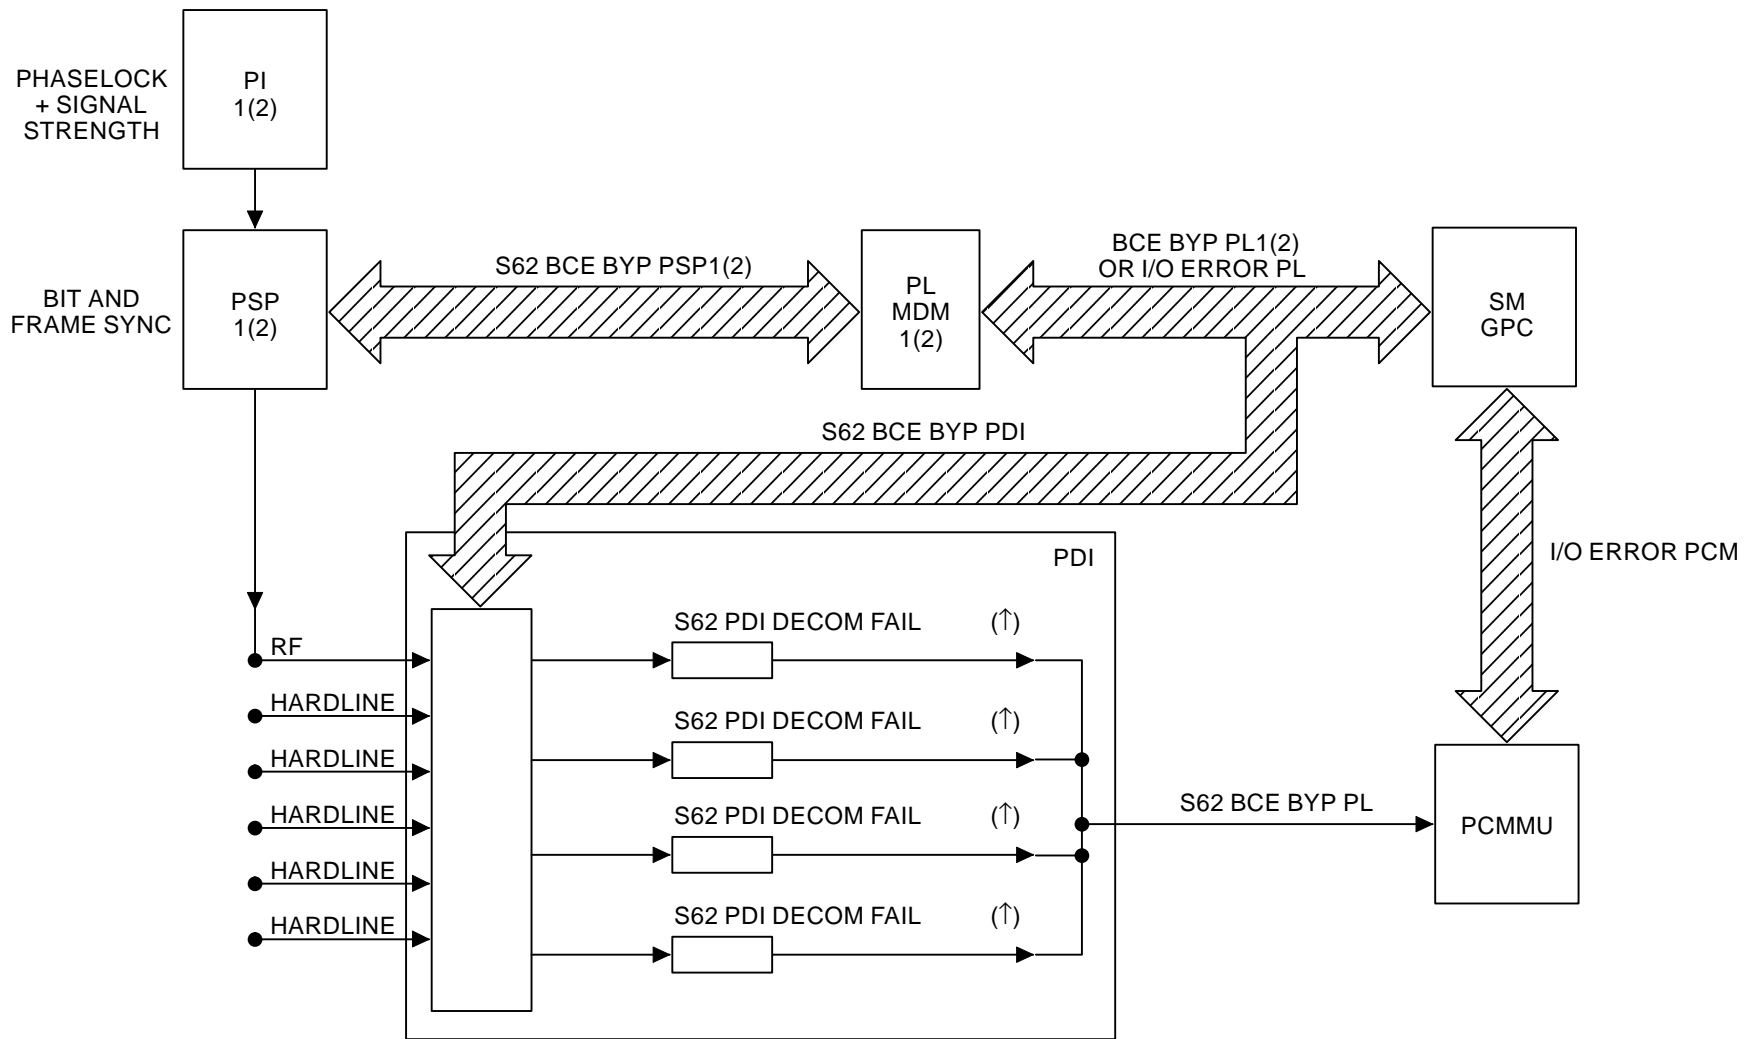 PHASELOCK
+ SIGNAL
STRENGTH
PI
1(2)
BIT AND
FRAME SYNC
PSP
1(2)
S62 BCE BYP PSP1(2)
PL
MDM
1(2)
BCE BYP PL1(2)
OR I/O ERROR PL
SM
GPC
S62 BCE BYP PDI
I/O ERROR PCM
PDI
RF
HARDLINE
HARDLINE
HARDLINE
HARDLINE
HARDLINE
S62 PDI DECOM FAIL (↑)
S62 PDI DECOM FAIL (↑)
S62 PDI DECOM FAIL (↑)
S62 PDI DECOM FAIL (↑)
S62 BCE BYP PL
PCMMU